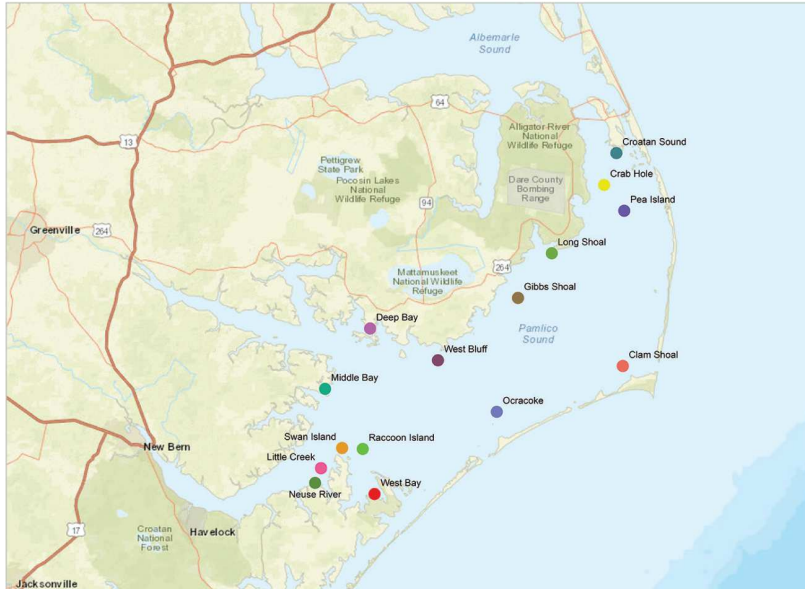 Albemarle
Sound
64
13
Alligator River
National
Wildlife Refuge
Croatan Sound
Pettigrew
State Park
Crab Hole
Pocosin Lakes
National
Wildlife Refuge
Dare County
Bombing
Range
94
Pea Island
Greenville
264
Long Shoal
264
Mattamuskeet
National Wildlife
Refuge
Gibbs Shoal
Deep Bay
Pamlico
Sound
West Bluff
Clam Shoal
Middle Bay
Ocracoke
New Bern
Swan Island
Raccoon Island
Little Creek
West Bay
Neuse River
17
Croatan
National
Forest
Havelock
Jacksonville